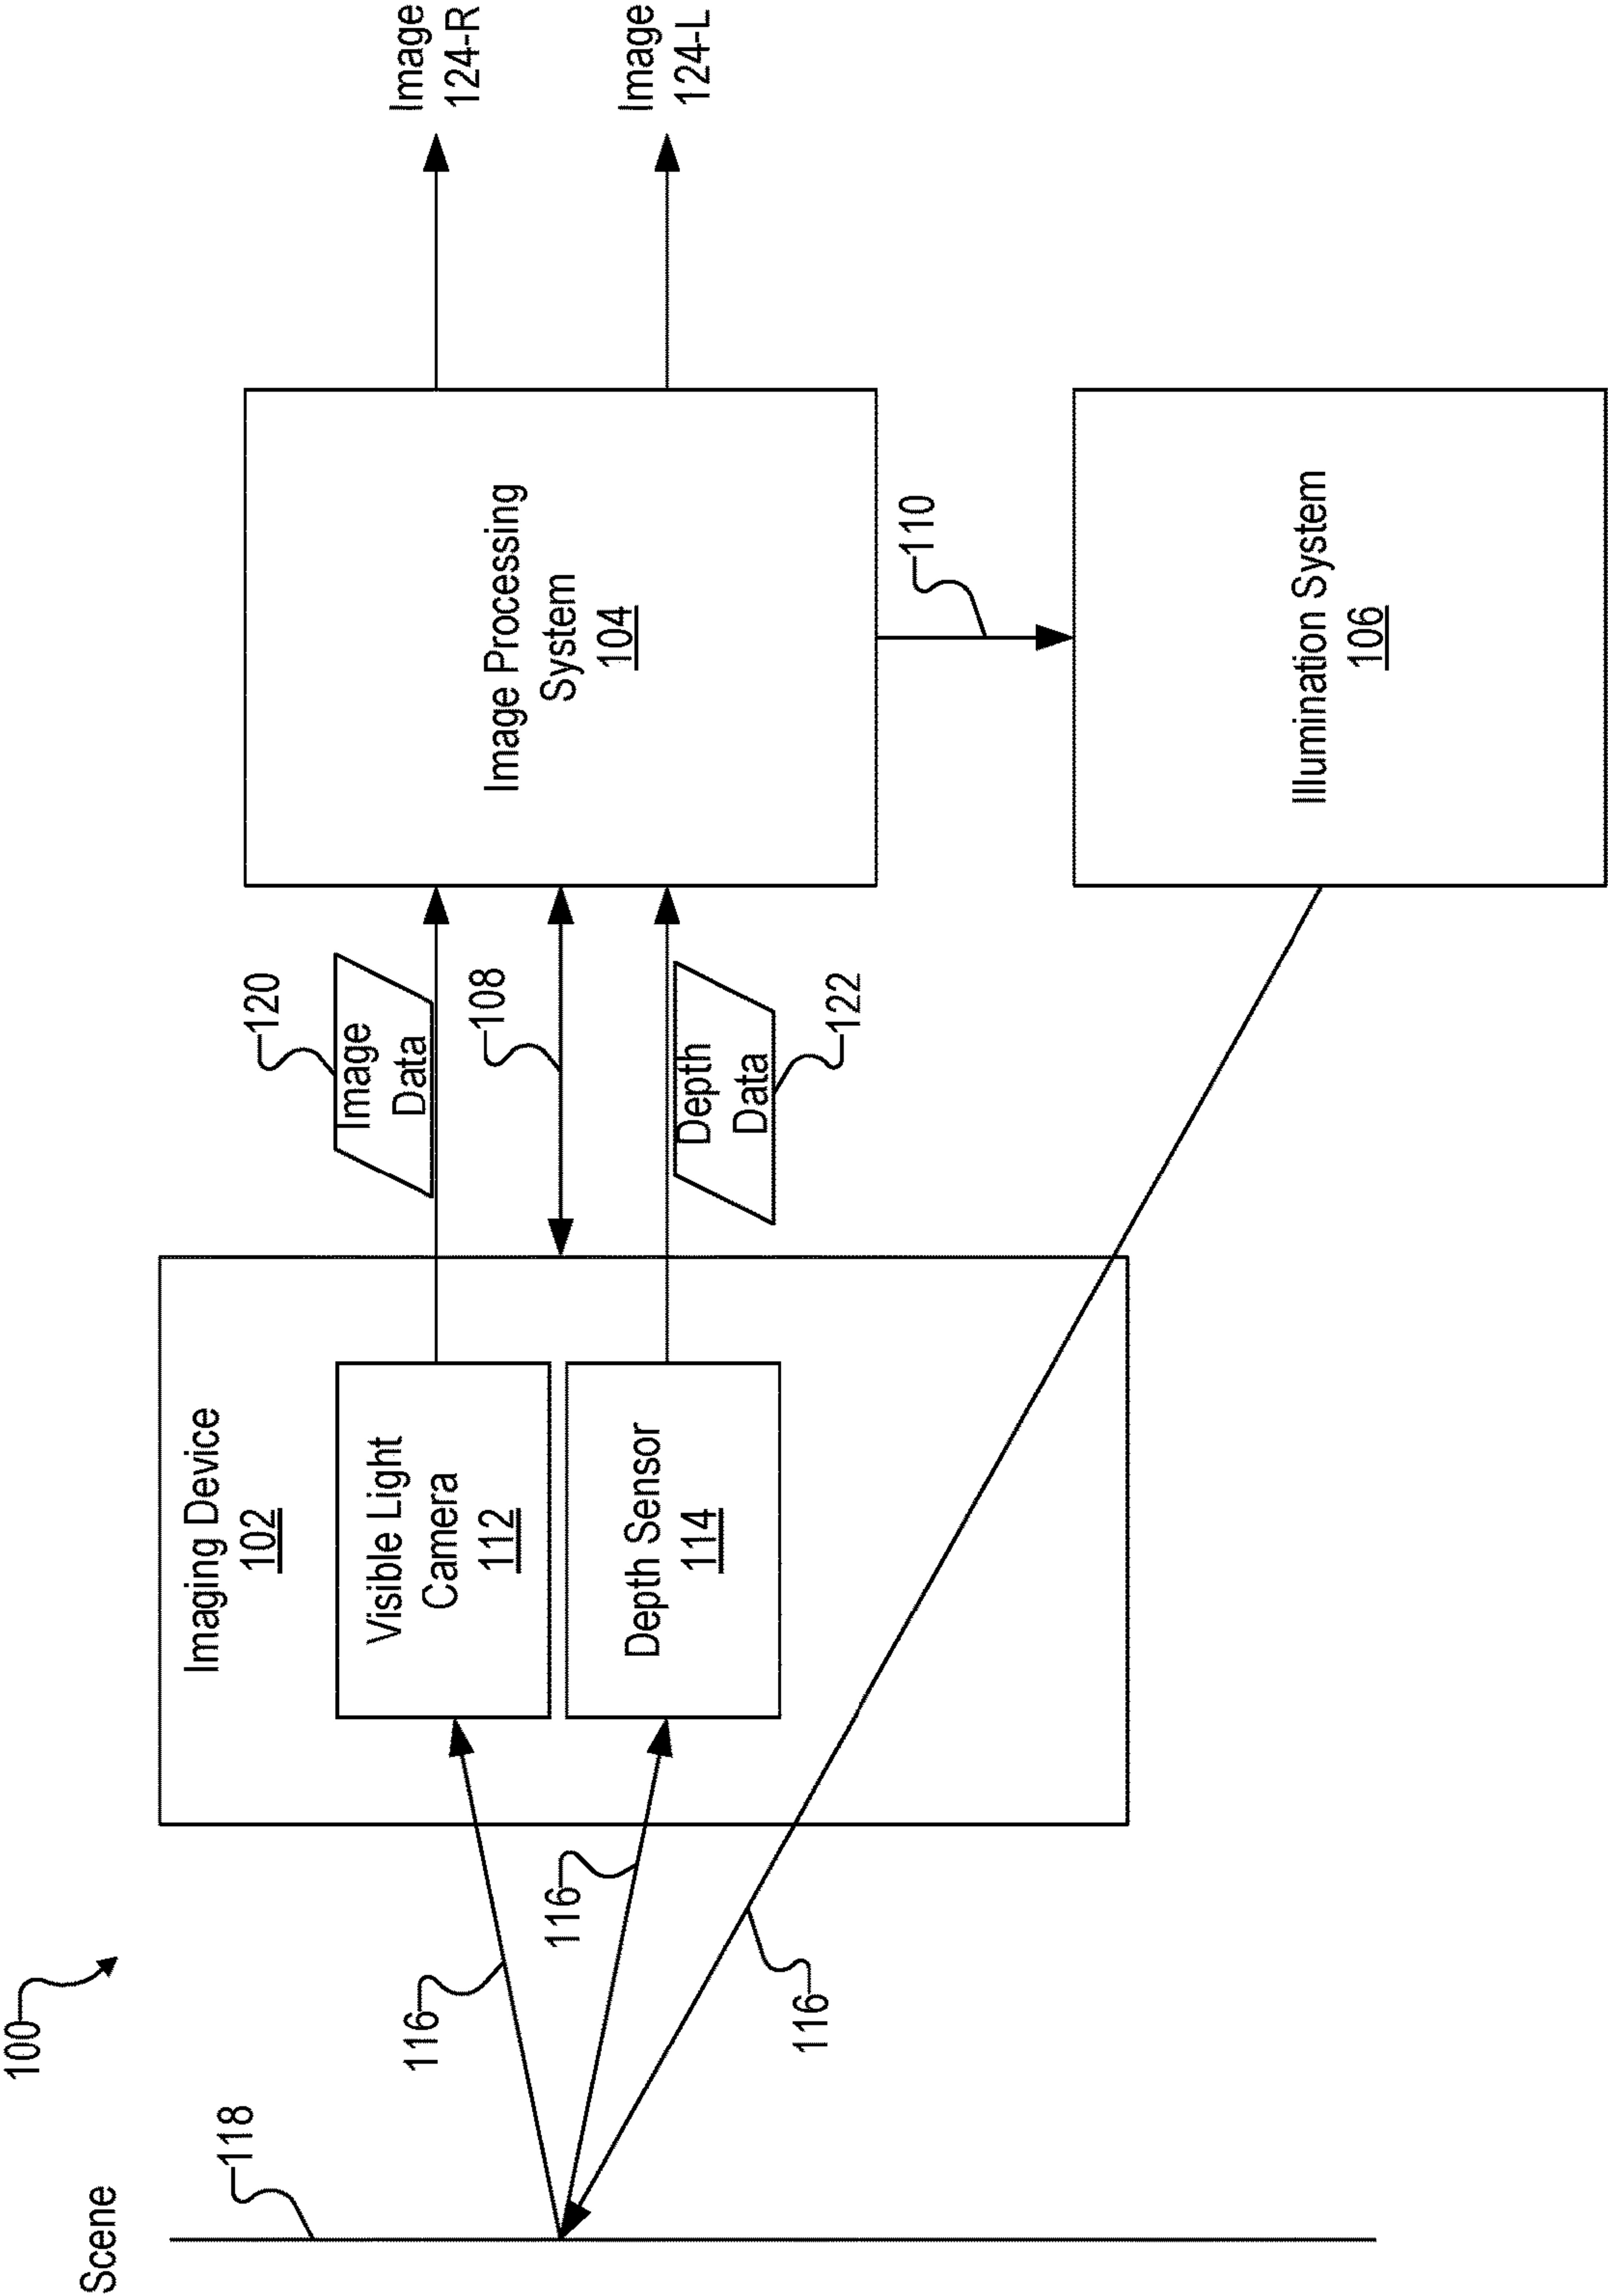 100
Scene
118
116
116
116
Imaging Device
102
Visible Light
Camera
112
Depth Sensor
114
120
Image
Data
108
Depth
Data
122
Image Processing
System
104
110
Illumination System
106
Image
124-R
Image
124-L